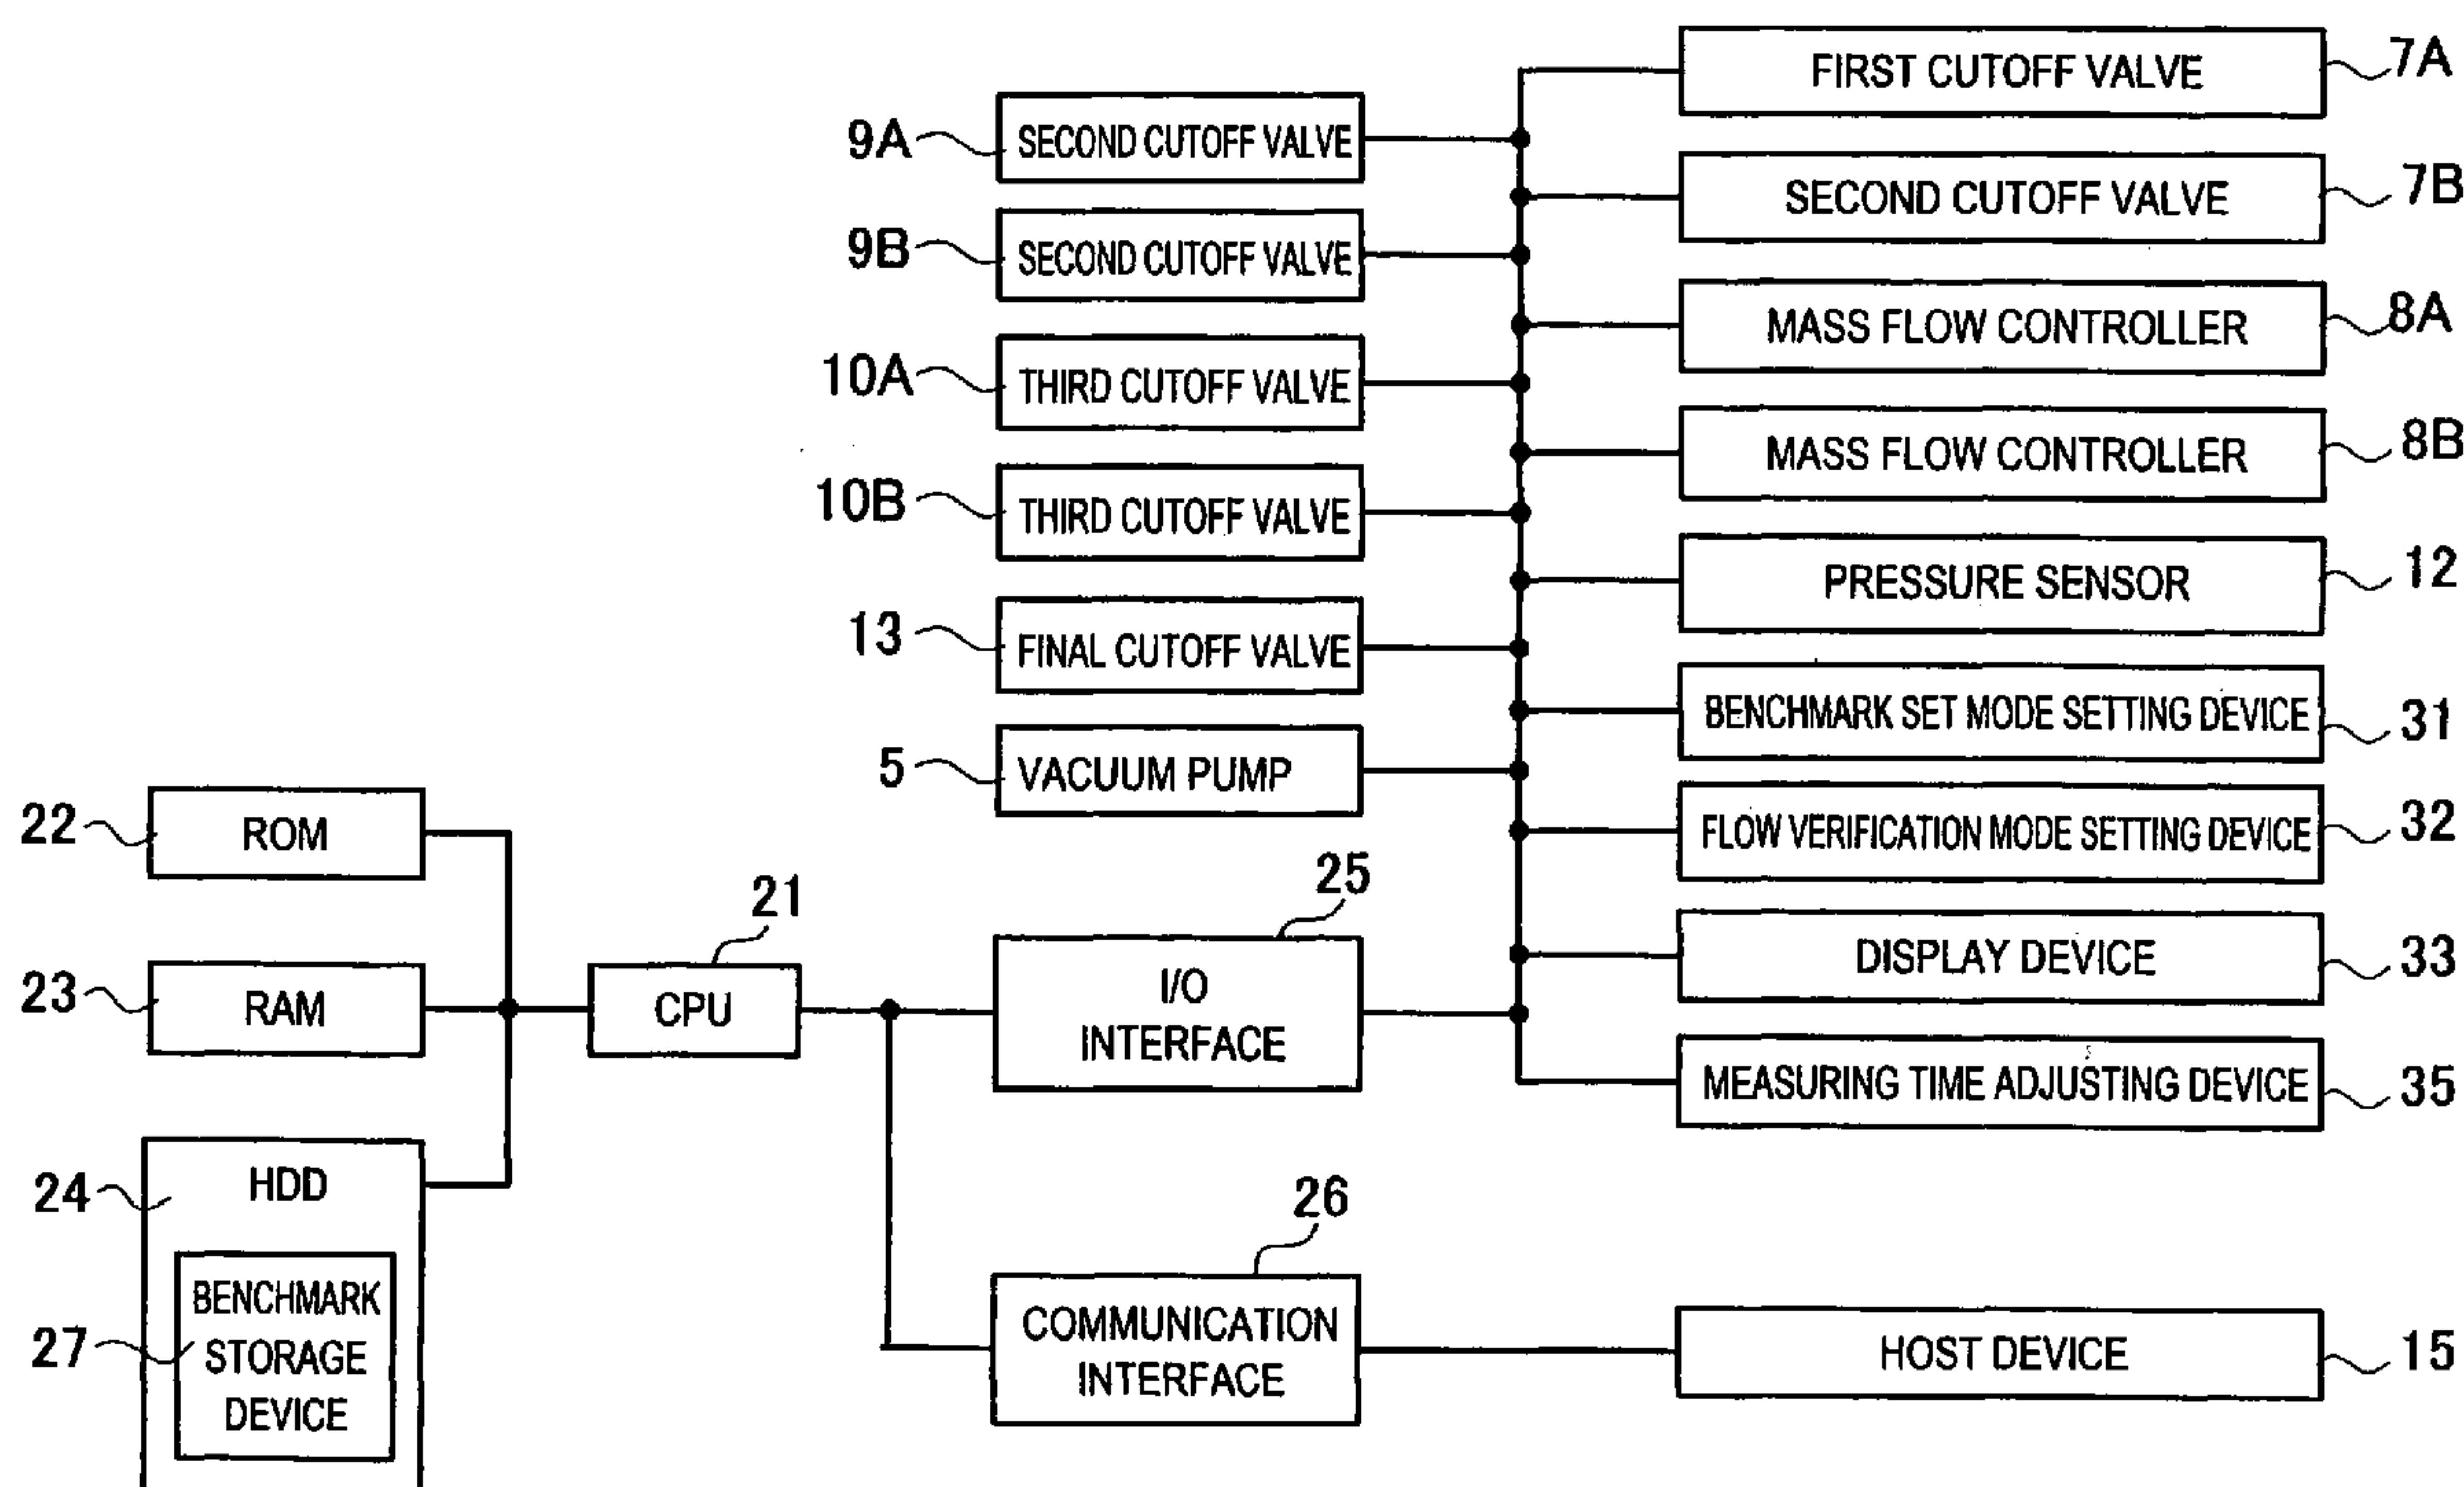 FIRST CUTOFF VALVE 7A
9A SECOND CUTOFF VALVE
SECOND CUTOFF VALVE 7B
9B SECOND CUTOFF VALVE
MASS FLOW CONTROLLER 8A
10A THIRD CUTOFF VALVE
MASS FLOW CONTROLLER 8B
10B THIRD CUTOFF VALVE
PRESSURE SENSOR 12
13 FINAL CUTOFF VALVE
BENCHMARK SET MODE SETTING DEVICE 31
5 VACUUM PUMP
FLOW VERIFICATION MODE SETTING DEVICE 32
22 ROM
21
25
DISPLAY DEVICE 33
23 RAM
CPU
I/O
INTERFACE
MEASURING TIME ADJUSTING DEVICE 35
24 HDD
26
27
BENCHMARK
STORAGE
DEVICE
COMMUNICATION
INTERFACE
HOST DEVICE 15